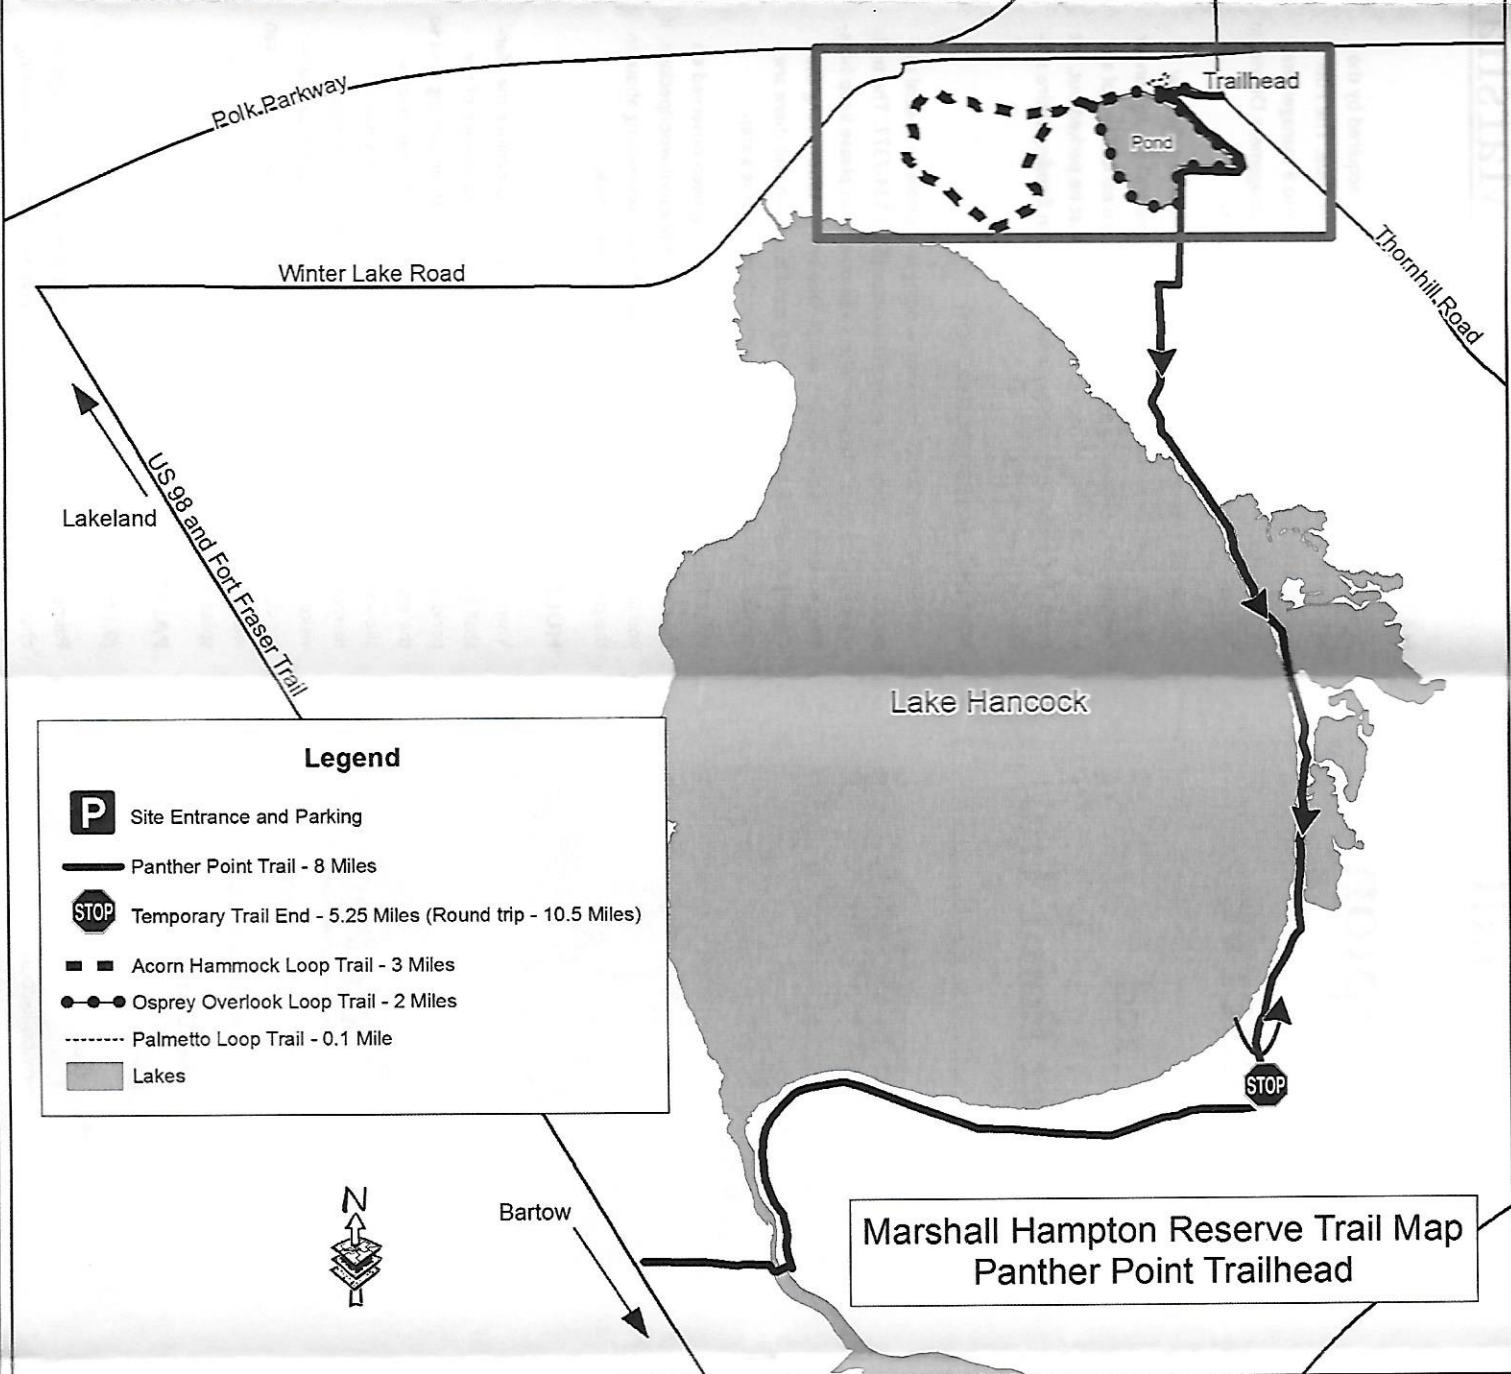 Polk Parkway
Trailhead
Pond
Winter Lake Road
Thornhill Road
Lakeland
US 98 and Fort Fraser Trail
Lake Hancock
Legend
P Site Entrance and Parking
Panther Point Trail - 8 Miles
STOP Temporary Trail End - 5.25 Miles (Round trip - 10.5 Miles)
Acorn Hammock Loop Trail - 3 Miles
Osprey Overlook Loop Trail - 2 Miles
Palmetto Loop Trail - 0.1 Mile
Lakes
STOP
N
Bartow
Marshall Hampton Reserve Trail Map
Panther Point Trailhead